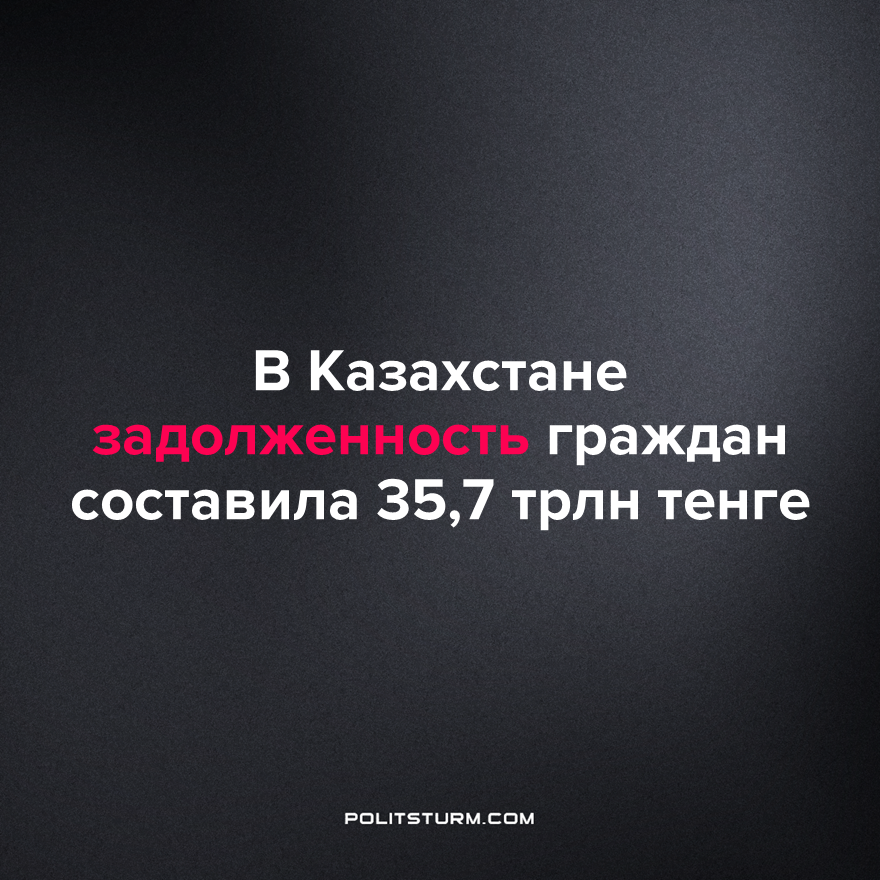 В Казахстане
задолженность граждан
составила 35,7 трлн тенге
POLITSTURM.COM